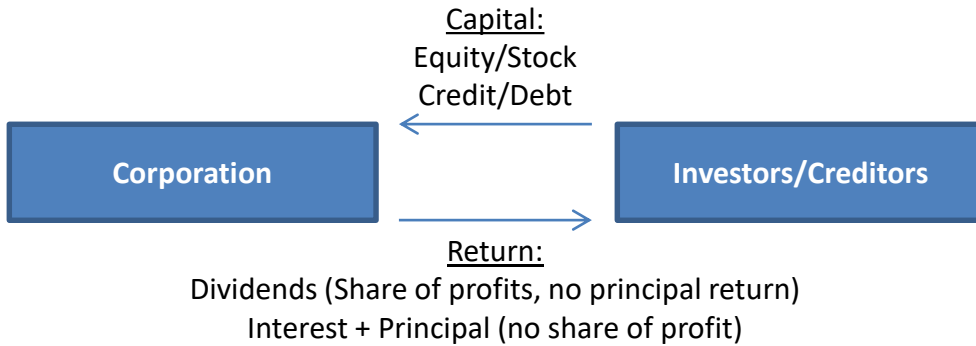 Capital:
Equity/Stock
Credit/Debt
Corporation
Investors/Creditors
Return:
Dividends (Share of profits, no principal return)
Interest + Principal (no share of profit)